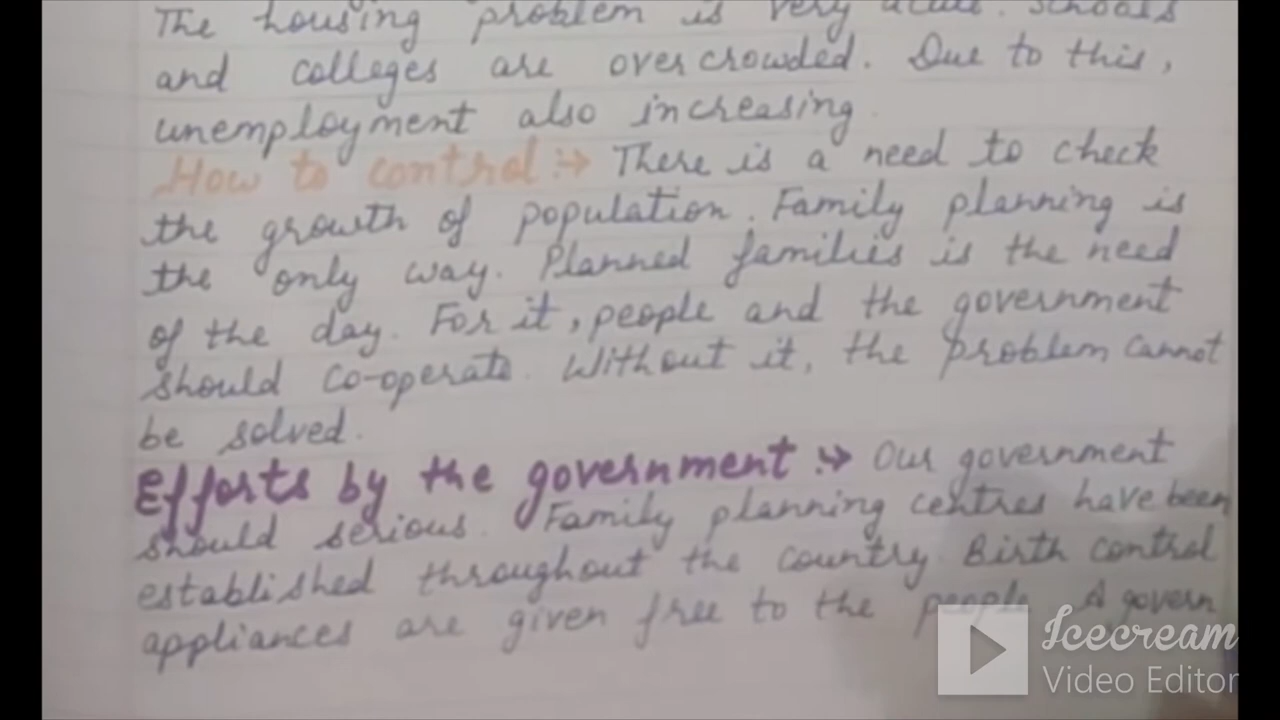 The housing problem is very acute. Schools
and colleges are overcrowded. Due to this,
unemployment also increasing.
How to control :→ There is a need to check
the growth of population. Family planning is
the only way. Planned families is the need
of the day. For it, people and the government
should co-operate. Without it, the problem cannot
be solved.
Efforts by the government :→ Our government
should serious. Family planning centres have been
established throughout the country Birth control
appliances are given free to the people. A govern
Icecream
Video Editor